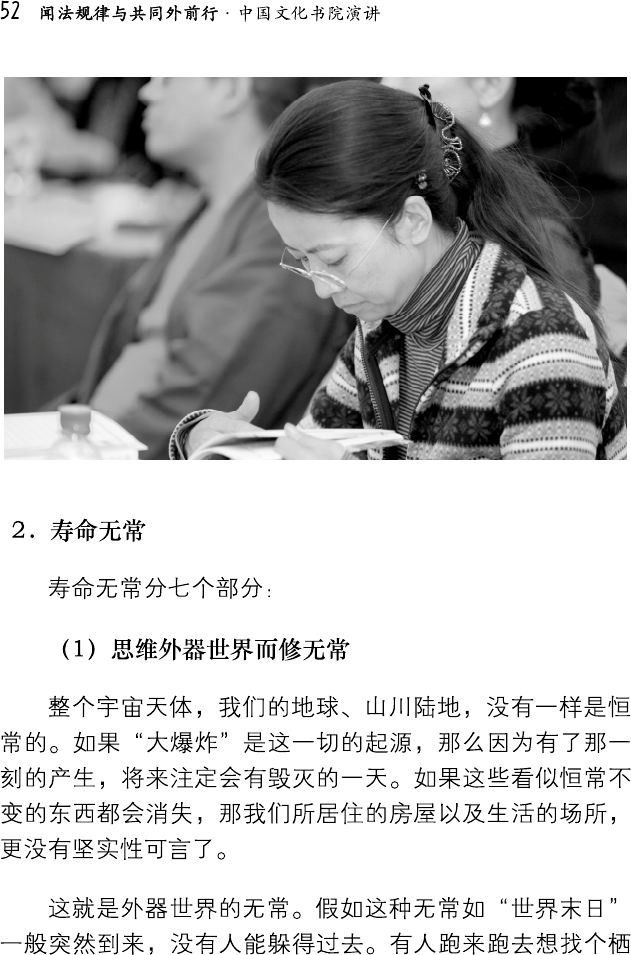 52 闻法规律与共同外前行·中国文化书院演讲
2．寿命无常
寿命无常分七个部分：
（1）思维外器世界而修无常
整个宇宙天体，我们的地球、山川陆地，没有一样是恒
常的。如果“大爆炸”是这一切的起源，那么因为有了那一
刻的产生，将来注定会有毁灭的一天。如果这些看似恒常不
变的东西都会消失，那我们所居住的房屋以及生活的场所，
更没有坚实性可言了。
这就是外器世界的无常。假如这种无常如“世界末日”
一般突然到来，没有人能躲得过去。有人跑来跑去想找个栖